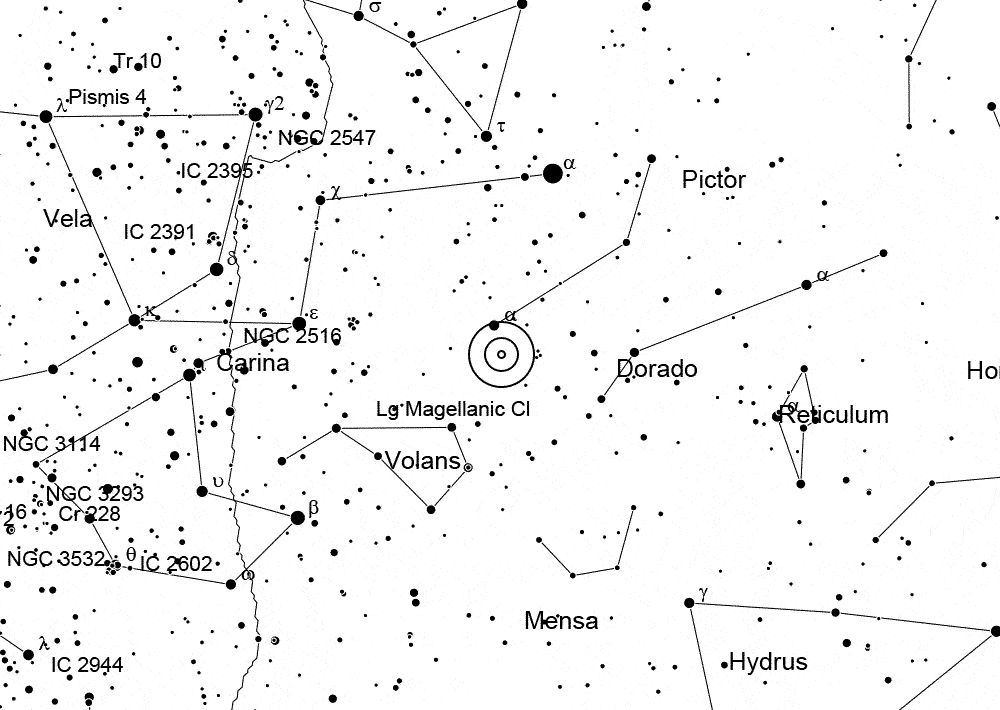 σ
Tr 10
λ Pismis 4 γ2
NGC 2547 τ
IC 2395 α
χ Pictor
Vela
IC 2391
δ
α
κ ε α
NGC 2516
Carina Dorado Hor
ι
Lg Magellanic Cl α Reticulum
NGC 3114
Volans
υ
NGC 3293
16 Cr 228 β
2
NGC 3532 θ IC 2602
ω
γ
Mensa
λ
IC 2944 Hydrus